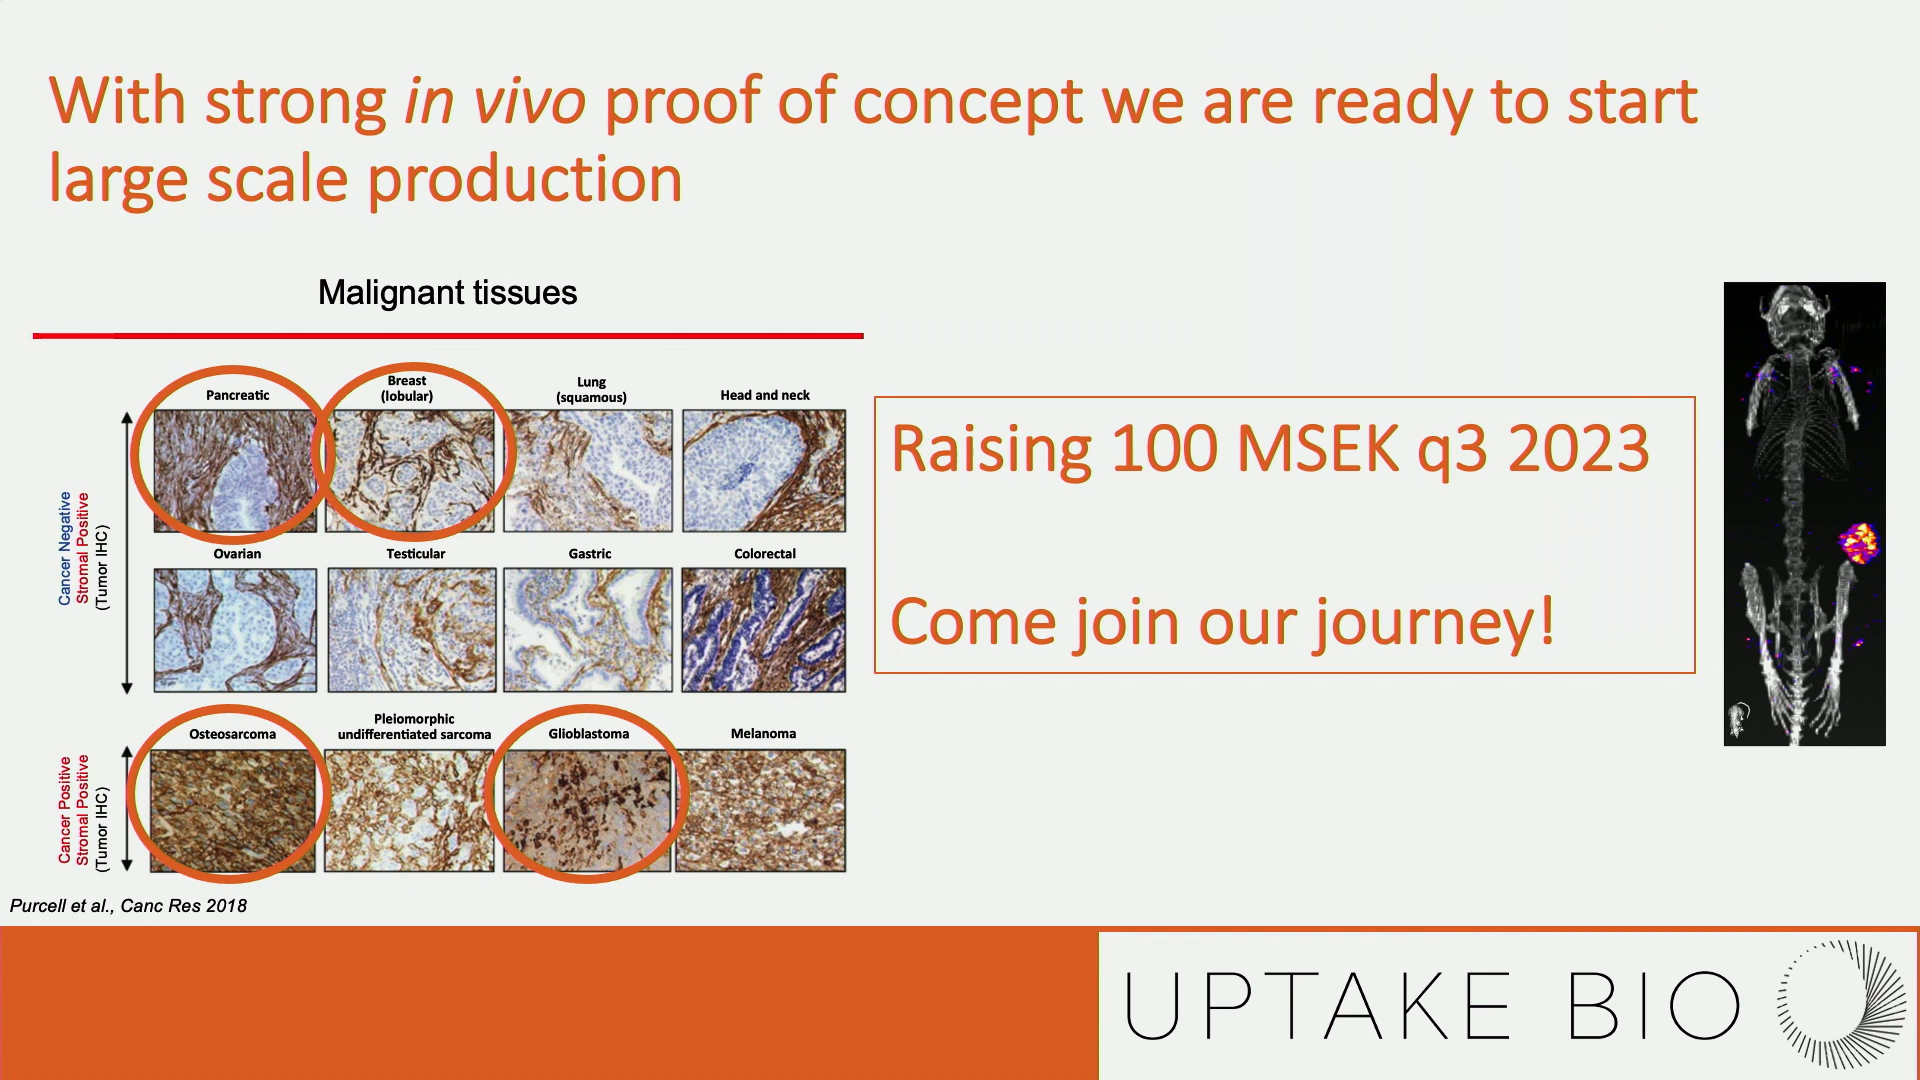 With strong in vivo proof of concept we are ready to start
large scale production
Malignant tissues
Pancreatic
Breast
(lobular)
Lung
(squamous)
Head and neck
Cancer Negative
Stromal Positive
(Tumor IHC)
Ovarian
Testicular
Gastric
Colorectal
Osteosarcoma
Pleiomorphic
undifferentiated sarcoma
Glioblastoma
Melanoma
Cancer Positive
Stromal Positive
(Tumor IHC)
Purcell et al., Canc Res 2018
Raising 100 MSEK q3 2023
Come join our journey!
UPTAKE BIO